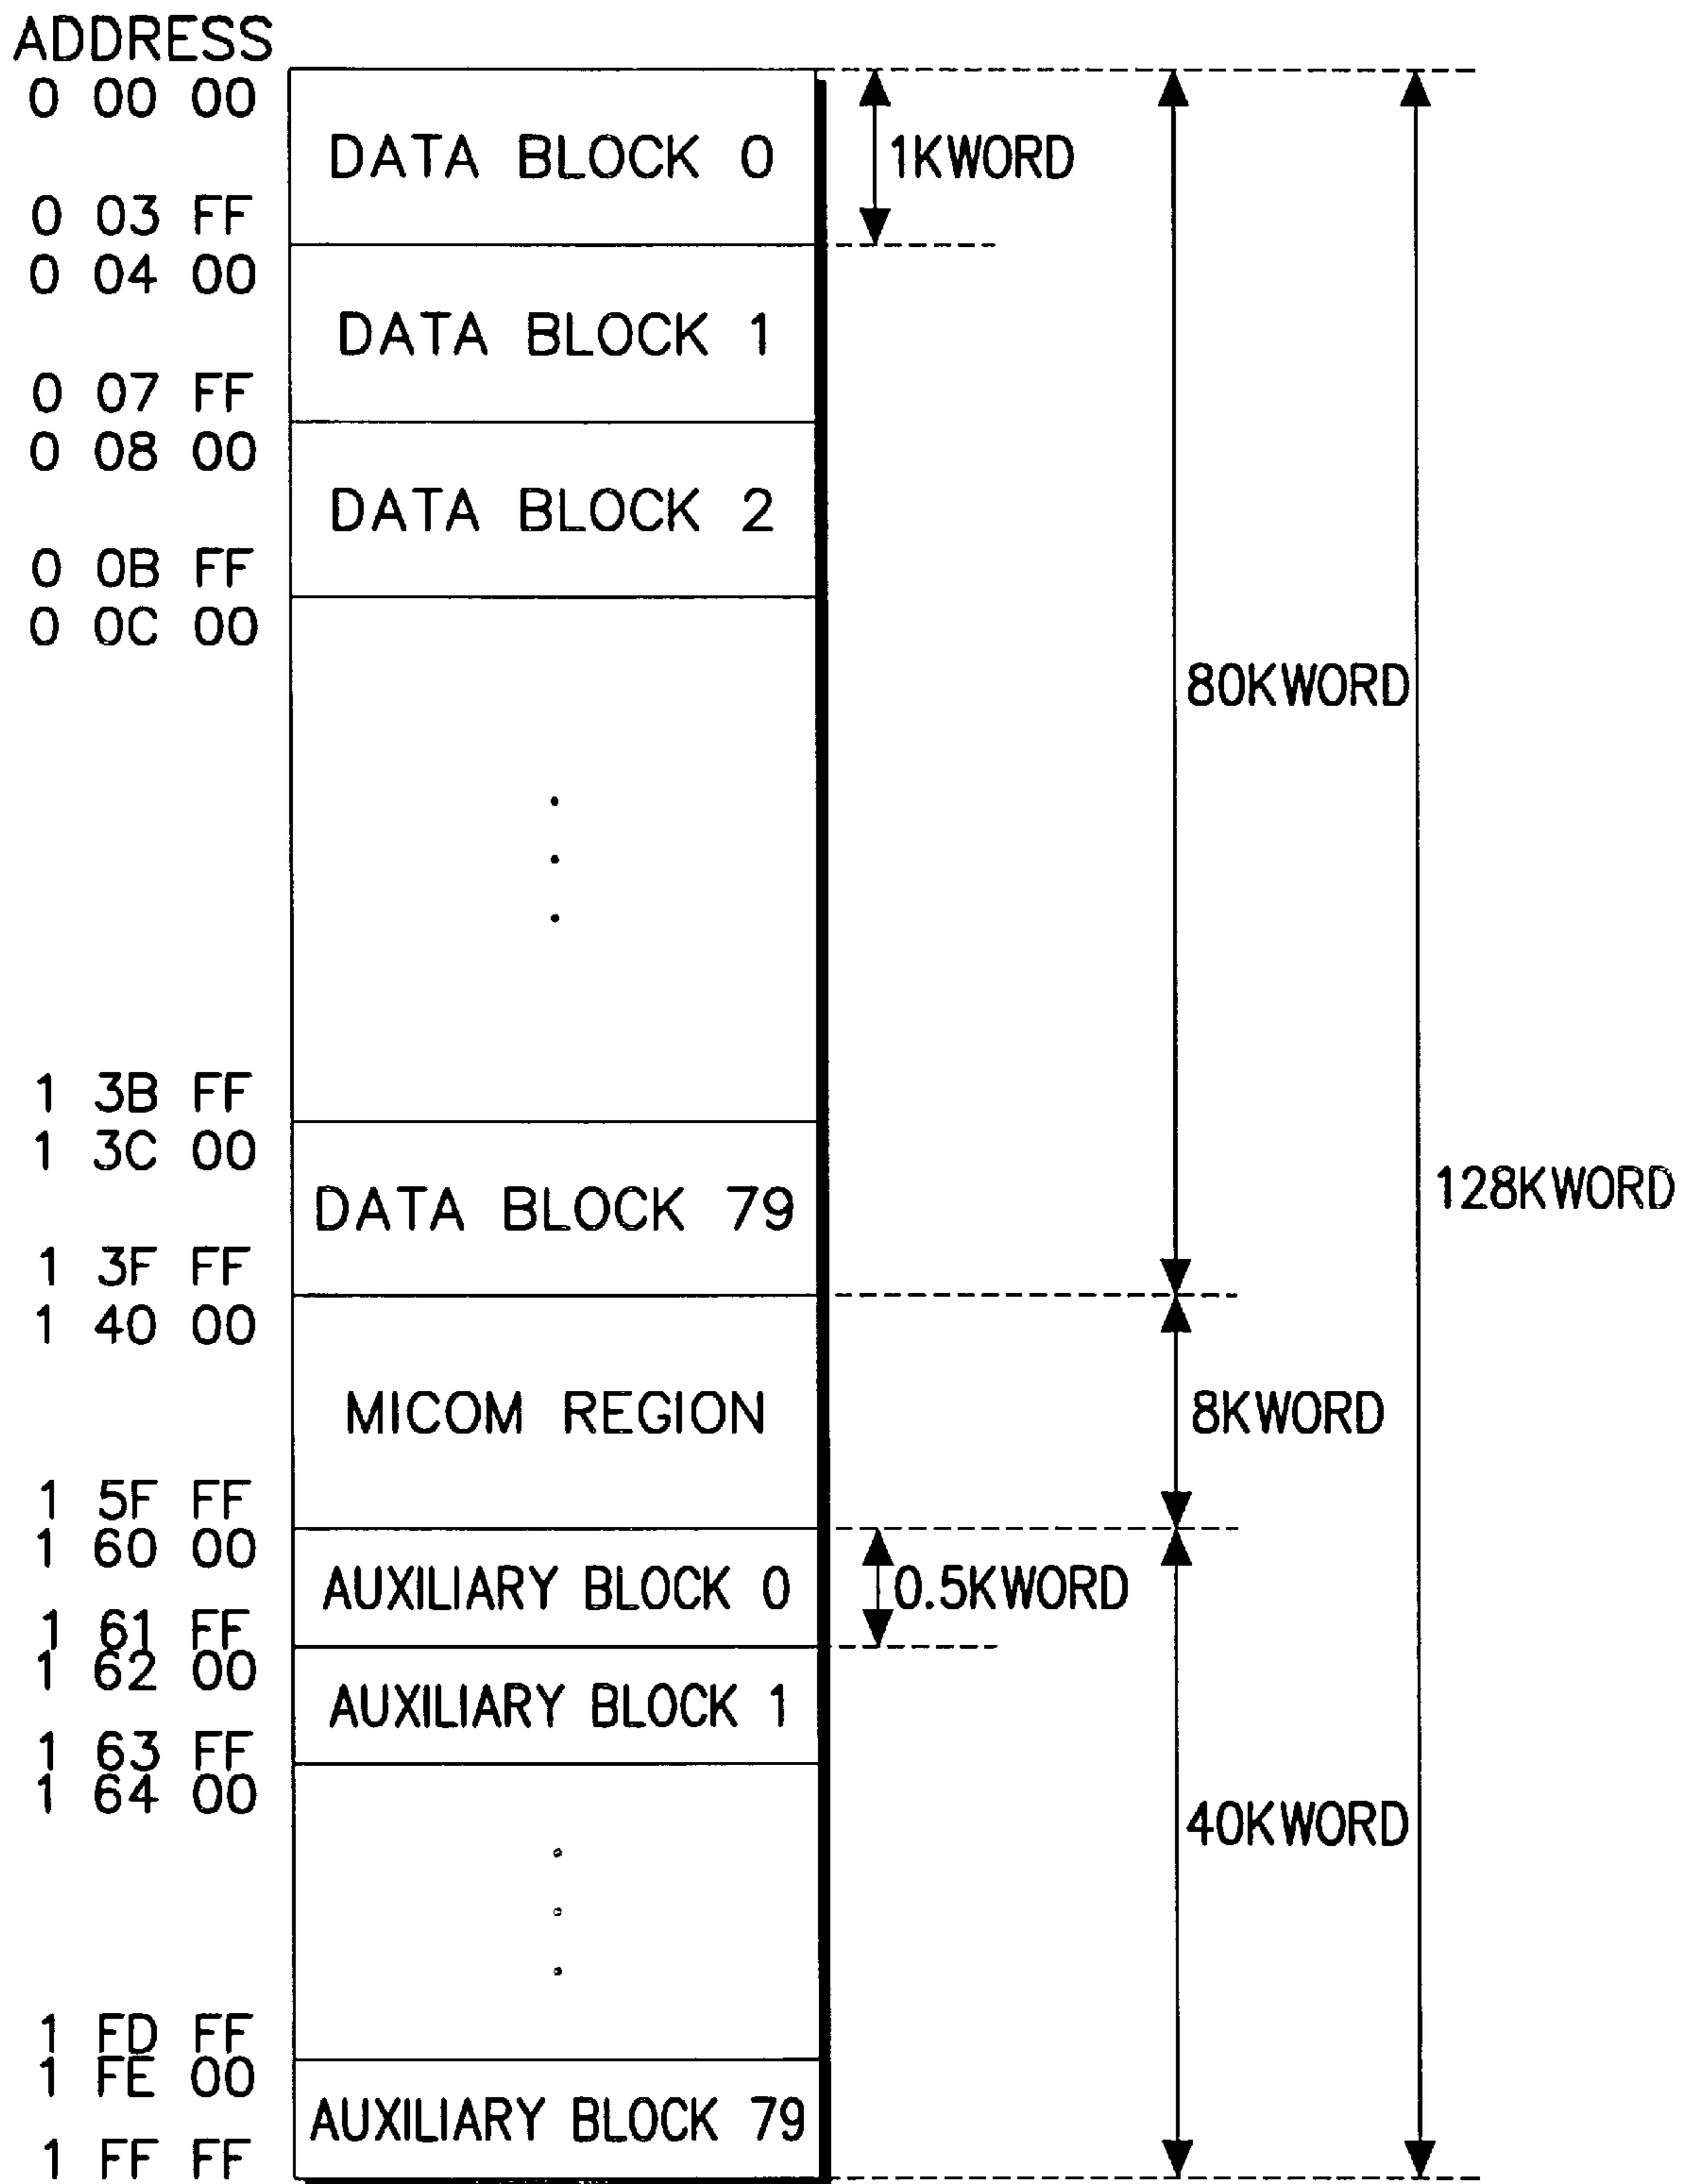 ADDRESS
0 00 00
DATA BLOCK 0
1KWORD
0 03 FF
0 04 00
DATA BLOCK 1
0 07 FF
0 08 00
DATA BLOCK 2
0 0B FF
0 0C 00
80KWORD
1 3B FF
1 3C 00
128KWORD
DATA BLOCK 79
1 3F FF
1 40 00
MICOM REGION
8KWORD
1 5F FF
1 60 00
AUXILIARY BLOCK 0
0.5KWORD
1 61 FF
1 62 00
AUXILIARY BLOCK 1
1 63 FF
1 64 00
40KWORD
1 FD FF
1 FE 00
AUXILIARY BLOCK 79
1 FF FF